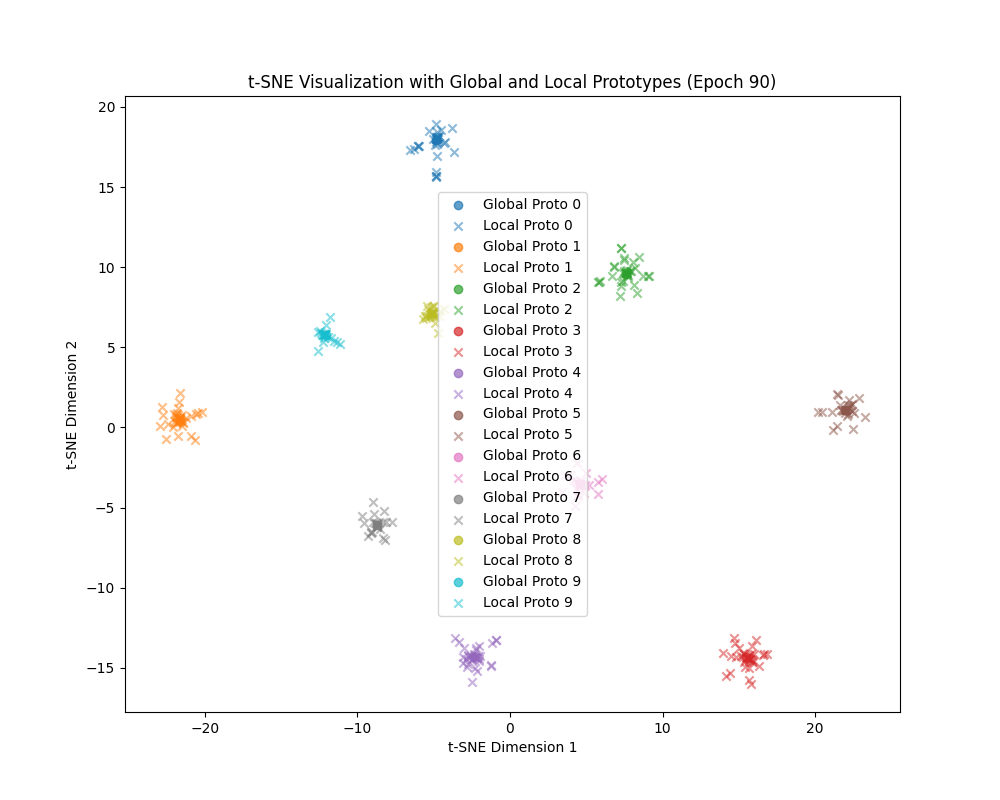 t-SNE Visualization with Global and Local Prototypes (Epoch 90)
20
15
10
5
0
−5
−10
−15
t-SNE Dimension 2
Global Proto 0
Local Proto 0
Global Proto 1
Local Proto 1
Global Proto 2
Local Proto 2
Global Proto 3
Local Proto 3
Global Proto 4
Local Proto 4
Global Proto 5
Local Proto 5
Global Proto 6
Local Proto 6
Global Proto 7
Local Proto 7
Global Proto 8
Local Proto 8
Global Proto 9
Local Proto 9
−20 −10 0 10 20
t-SNE Dimension 1